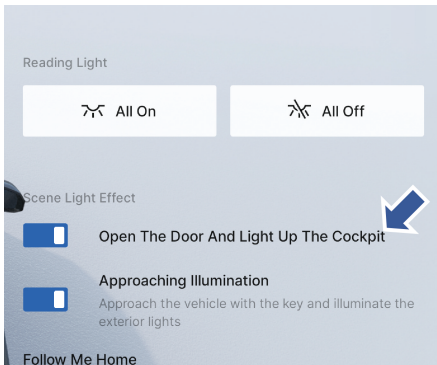 Reading Light
All On
All Off
Scene Light Effect
Open The Door And Light Up The Cockpit
Approaching Illumination
Approach the vehicle with the key and illuminate the
exterior lights
Follow Me Home